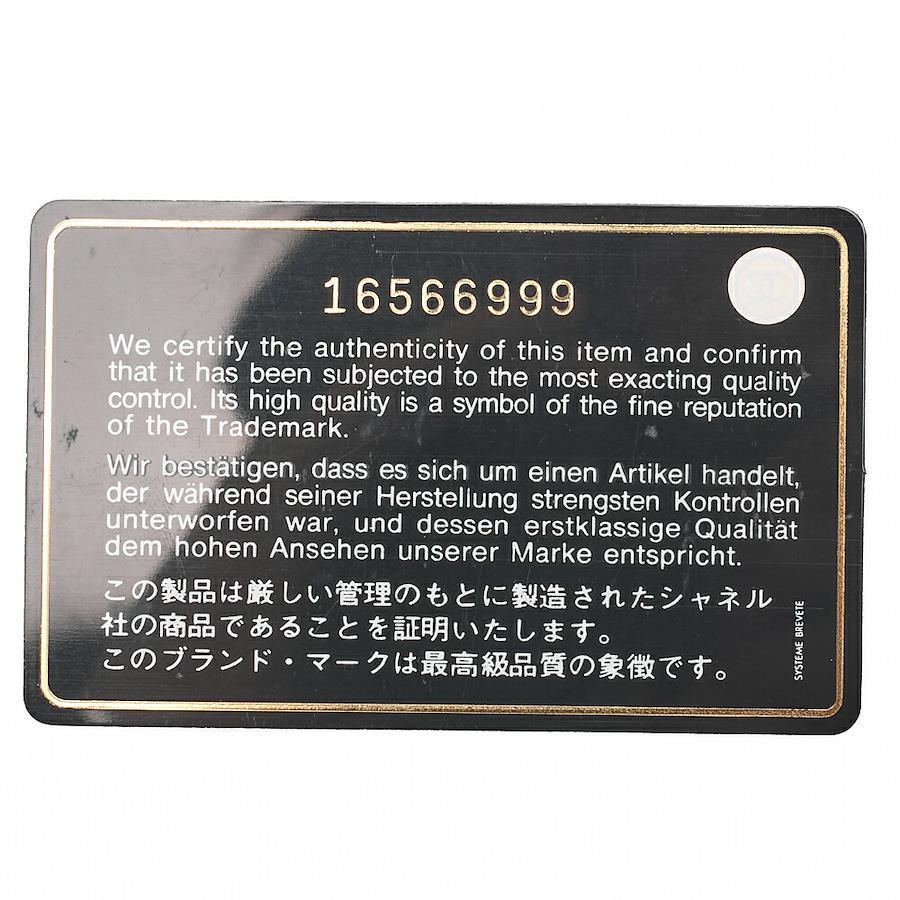 16566999
We certify the authenticity of this item and confirm
that it has been subjected to the most exacting quality
control. Its high quality is a symbol of the fine reputation
of the Trademark.
Wir bestätigen, dass es sich um einen Artikel handelt,
der während seiner Herstellung strengsten Kontrollen
unterworfen war, und dessen erstklassige Qualität
dem hohen Ansehen unserer Marke entspricht.
この製品は厳しい管理のもとに製造されたシャネル
社の商品であることを証明いたします。
このブランド・マークは最高級品質の象徴です。
SYSTEME BREVETE